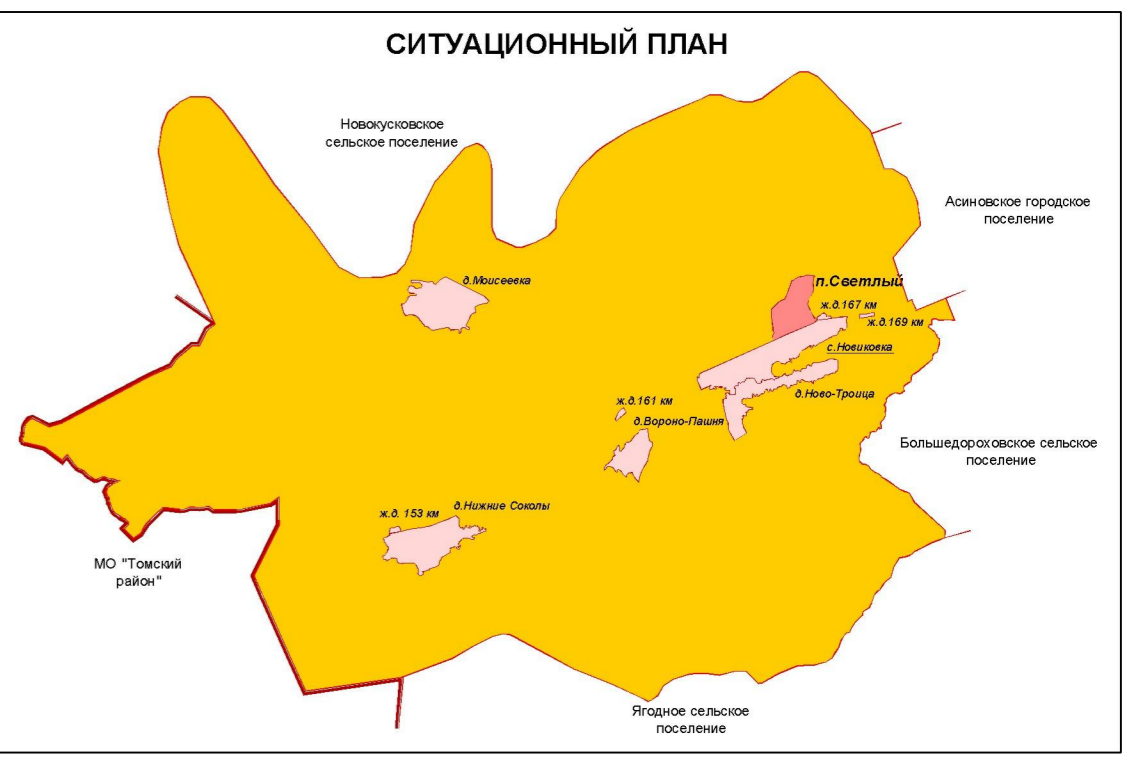 СИТУАЦИОННЫЙ ПЛАН
Новокусковское
сельское поселение
Асиновское городское
поселение
д.Моисеевка
п.Светлый
ж.д.167 км
ж.д.169 км
с.Новиковка
д.Ново-Троица
ж.д.161 км
д.Вороно-Пашня
Большедороховское сельское
поселение
ж.д. 153 км
д.Нижние Соколы
МО "Томский
район"
Ягодное сельское
поселение